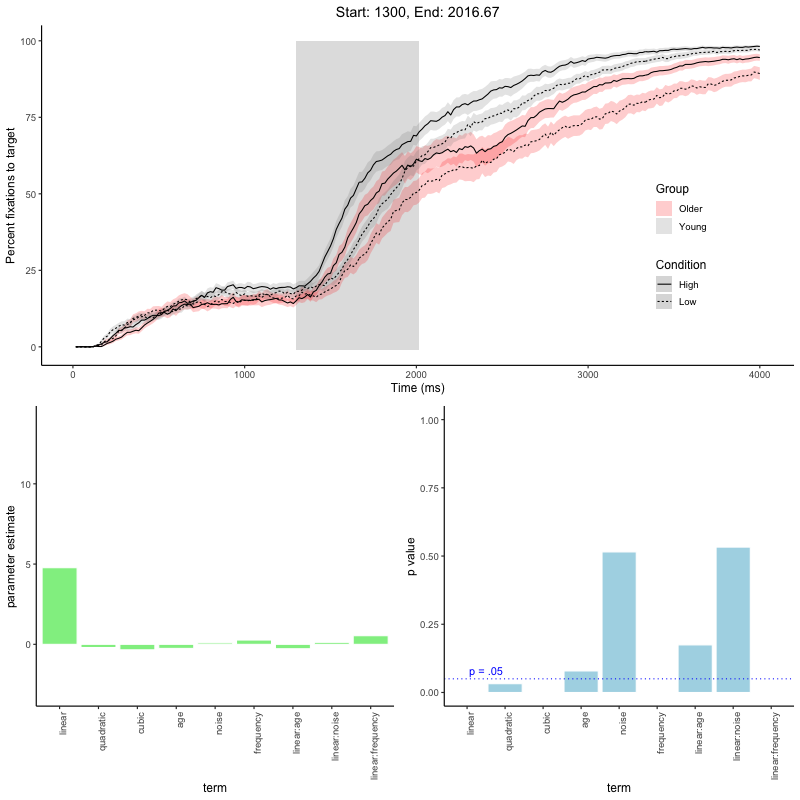 Start: 1300, End: 2016.67
Percent fixations to target
100
75
50
25
0
0 1000 2000 3000 4000
Time (ms)
Group
Older
Young
Condition
High
Low
parameter estimate
10
5
0
linear
quadratic
cubic
age
noise
frequency
linear:age
linear:noise
linear:frequency
term
p value
1.00
0.75
0.50
0.25
0.00
p = .05
linear
quadratic
cubic
age
noise
frequency
linear:age
linear:noise
linear:frequency
term